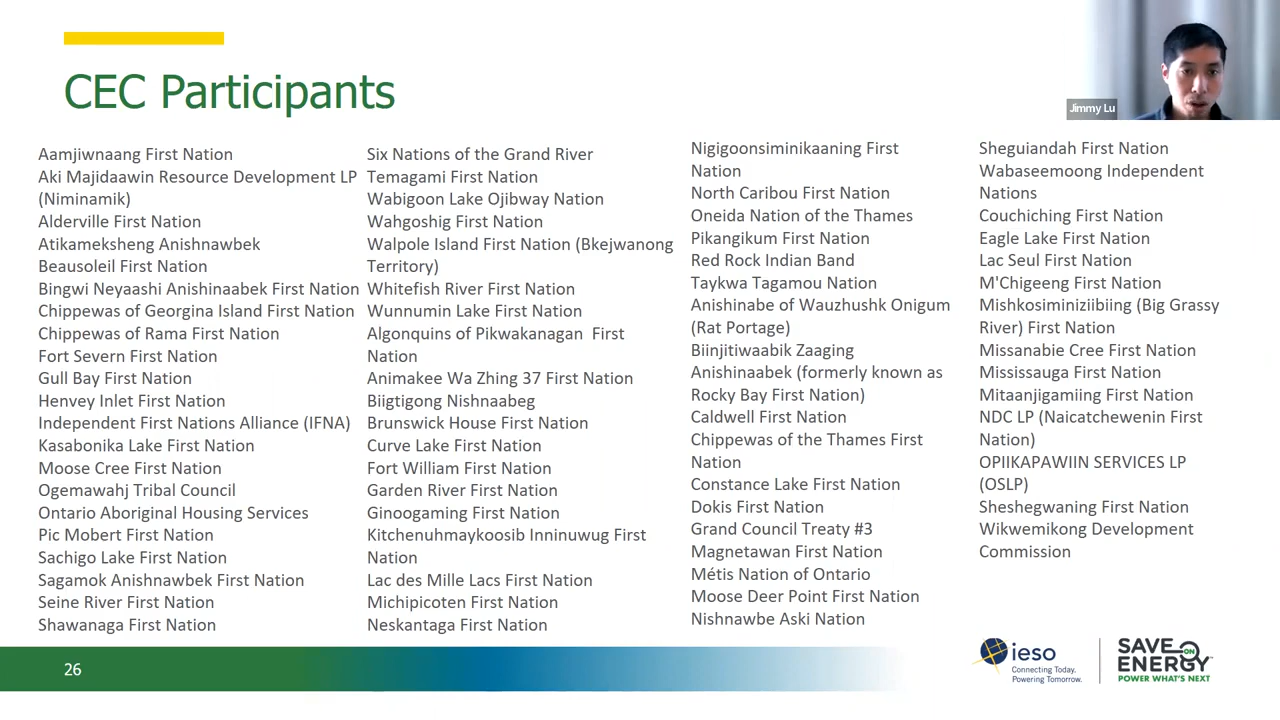 CEC Participants
Jimmy Lu
Aamjiwnaang First Nation
Aki Majidaawin Resource Development LP
(Niminamik)
Alderville First Nation
Atikameksheng Anishnawbek
Beausoleil First Nation
Bingwi Neyaashi Anishinaabek First Nation
Chippewas of Georgina Island First Nation
Chippewas of Rama First Nation
Fort Severn First Nation
Gull Bay First Nation
Henvey Inlet First Nation
Independent First Nations Alliance (IFNA)
Kasabonika Lake First Nation
Moose Cree First Nation
Ogemawahj Tribal Council
Ontario Aboriginal Housing Services
Pic Mobert First Nation
Sachigo Lake First Nation
Sagamok Anishnawbek First Nation
Seine River First Nation
Shawanaga First Nation
Six Nations of the Grand River
Temagami First Nation
Wabigoon Lake Ojibway Nation
Wahgoshig First Nation
Walpole Island First Nation (Bkejwanong
Territory)
Whitefish River First Nation
Wunnumin Lake First Nation
Algonquins of Pikwakanagan First
Nation
Animakee Wa Zhing 37 First Nation
Biigtigong Nishnaabeg
Brunswick House First Nation
Curve Lake First Nation
Fort William First Nation
Garden River First Nation
Ginoogaming First Nation
Kitchenuhmaykoosib Inninuwug First
Nation
Lac des Mille Lacs First Nation
Michipicoten First Nation
Neskantaga First Nation
Nigigoonsiminikaaning First
Nation
North Caribou First Nation
Oneida Nation of the Thames
Pikangikum First Nation
Red Rock Indian Band
Taykwa Tagamou Nation
Anishinabe of Wauzhushk Onigum
(Rat Portage)
Biinjitiwaabik Zaaging
Anishinaabek (formerly known as
Rocky Bay First Nation)
Caldwell First Nation
Chippewas of the Thames First
Nation
Constance Lake First Nation
Dokis First Nation
Grand Council Treaty #3
Magnetawan First Nation
Métis Nation of Ontario
Moose Deer Point First Nation
Nishnawbe Aski Nation
Sheguiandah First Nation
Wabaseemoong Independent
Nations
Couchiching First Nation
Eagle Lake First Nation
Lac Seul First Nation
M'Chigeeng First Nation
Mishkosiminiziibiing (Big Grassy
River) First Nation
Missanabie Cree First Nation
Mississauga First Nation
Mitaanjigamiing First Nation
NDC LP (Naicatchewenin First
Nation)
OPIIKAPAWIIN SERVICES LP
(OSLP)
Sheshegwaning First Nation
Wikwemikong Development
Commission
26
ieso
Connecting Today.
Powering Tomorrow.
SAVE ON
ENERGY
POWER WHAT'S NEXT